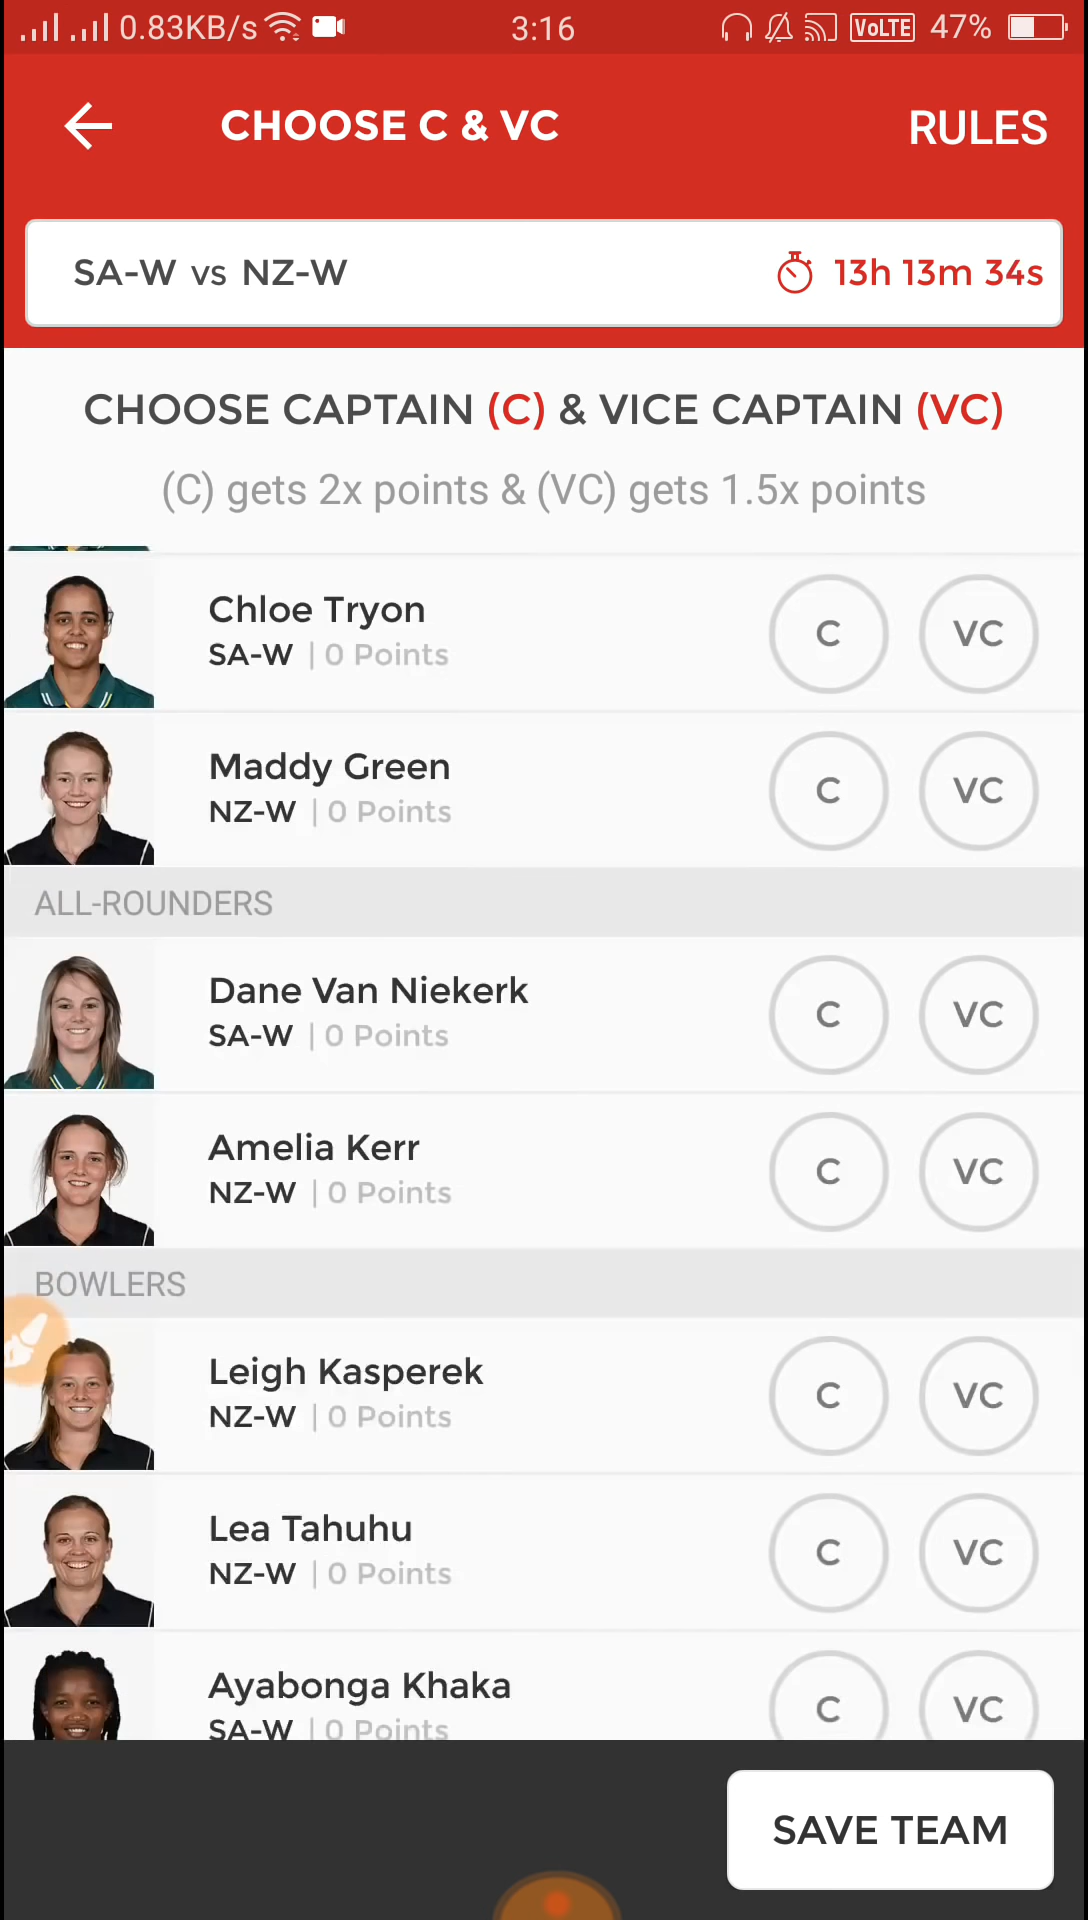 0.83KB/s 3:16 VoLTE 47%
CHOOSE C & VC RULES
SA-W vs NZ-W 13h 13m 34s
CHOOSE CAPTAIN (C) & VICE CAPTAIN (VC)
(C) gets 2x points & (VC) gets 1.5x points
Chloe Tryon
SA-W | 0 Points
C VC
Maddy Green
NZ-W | 0 Points
C VC
ALL-ROUNDERS
Dane Van Niekerk
SA-W | 0 Points
C VC
Amelia Kerr
NZ-W | 0 Points
C VC
BOWLERS
Leigh Kasperek
NZ-W | 0 Points
C VC
Lea Tahuhu
NZ-W | 0 Points
C VC
Ayabonga Khaka
SA-W | 0 Points
C VC
SAVE TEAM